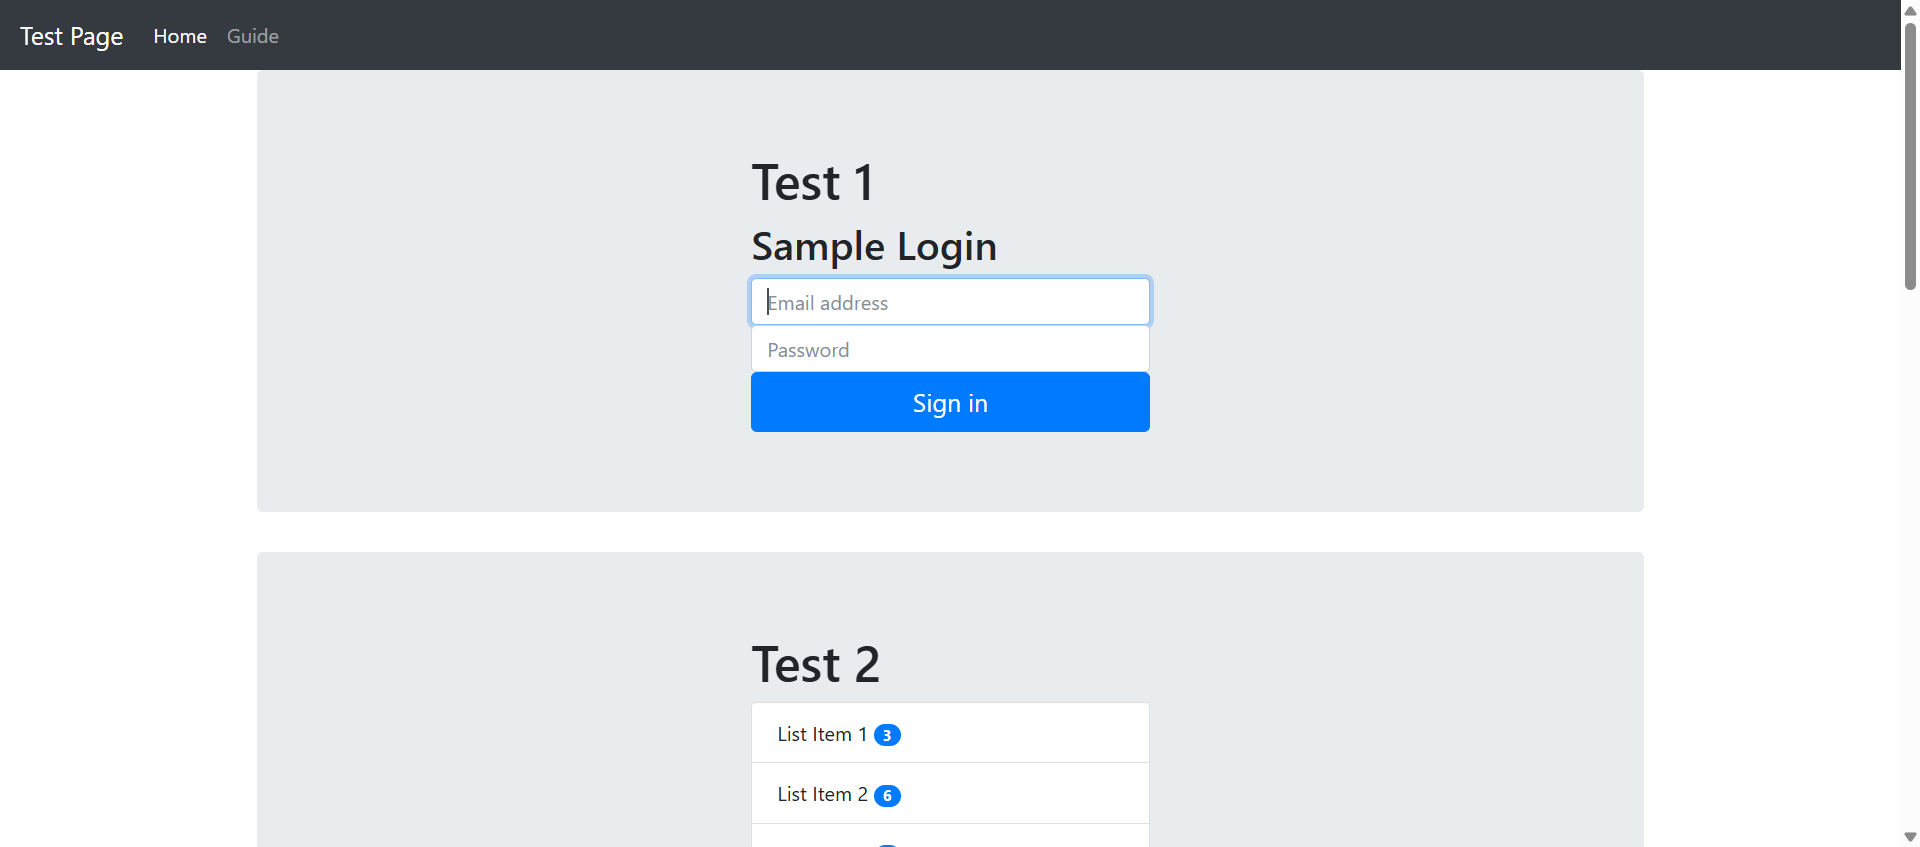 Test Page Home Guide
Test 1
Sample Login
Email address
Password
Sign in
Test 2
List Item 1 3
List Item 2 6